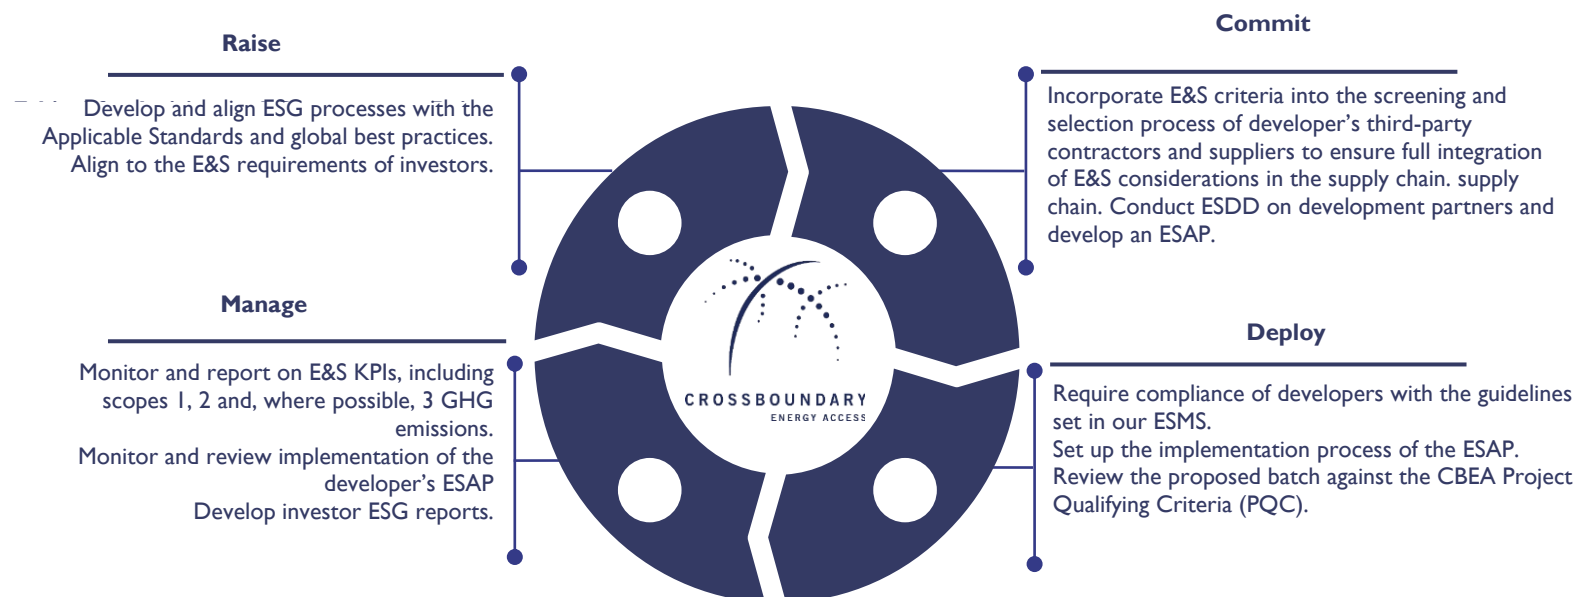 Raise
Develop and align ESG processes with the
Applicable Standards and global best practices.
Align to the E&S requirements of investors.
Commit
Incorporate E&S criteria into the screening and
selection process of developer’s third-party
contractors and suppliers to ensure full integration
of E&S considerations in the supply chain. supply
chain. Conduct ESDD on development partners and
develop an ESAP.
Manage
Monitor and report on E&S KPIs, including
scopes 1, 2 and, where possible, 3 GHG
emissions.
Monitor and review implementation of the
developer’s ESAP
Develop investor ESG reports.
Deploy
Require compliance of developers with the guidelines
set in our ESMS.
Set up the implementation process of the ESAP.
Review the proposed batch against the CBEA Project
Qualifying Criteria (PQC).
CROSSBOUNDARY
ENERGY ACCESS